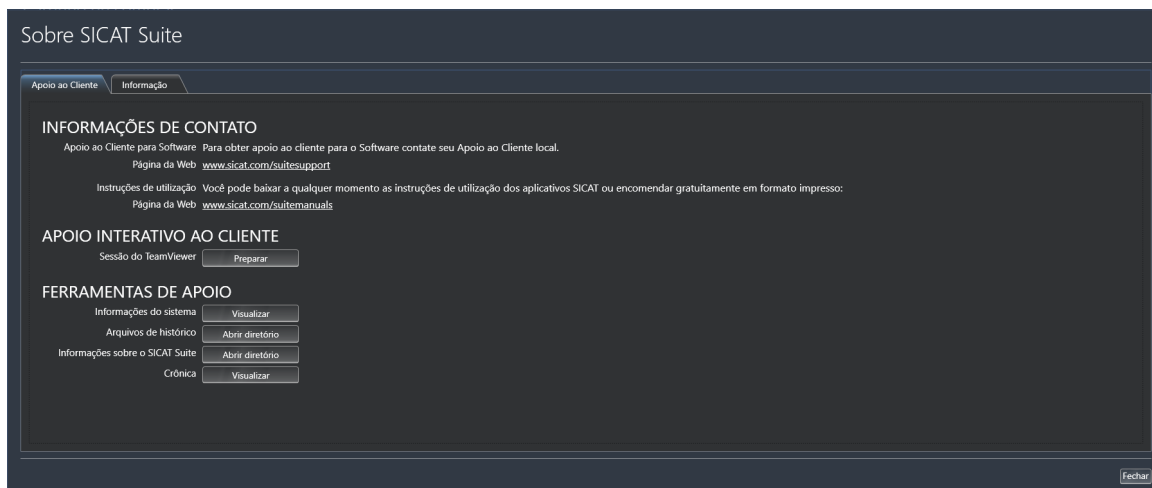 Sobre SICAT Suite
Apoio ao Cliente
Informação
INFORMAÇÕES DE CONTATO
Apoio ao Cliente para Software Para obter apoio ao cliente para o Software contate seu Apoio ao Cliente local.
Página da Web www.sicat.com/suitesupport
Instruções de utilização Você pode baixar a qualquer momento as instruções de utilização dos aplicativos SICAT ou encomendar gratuitamente em formato impresso:
Página da Web www.sicat.com/suitemanuals
APOIO INTERATIVO AO CLIENTE
Sessão do TeamViewer Preparar
FERRAMENTAS DE APOIO
Informações do sistema Visualizar
Arquivos de histórico Abrir diretório
Informações sobre o SICAT Suite Abrir diretório
Crônica Visualizar
Fechar